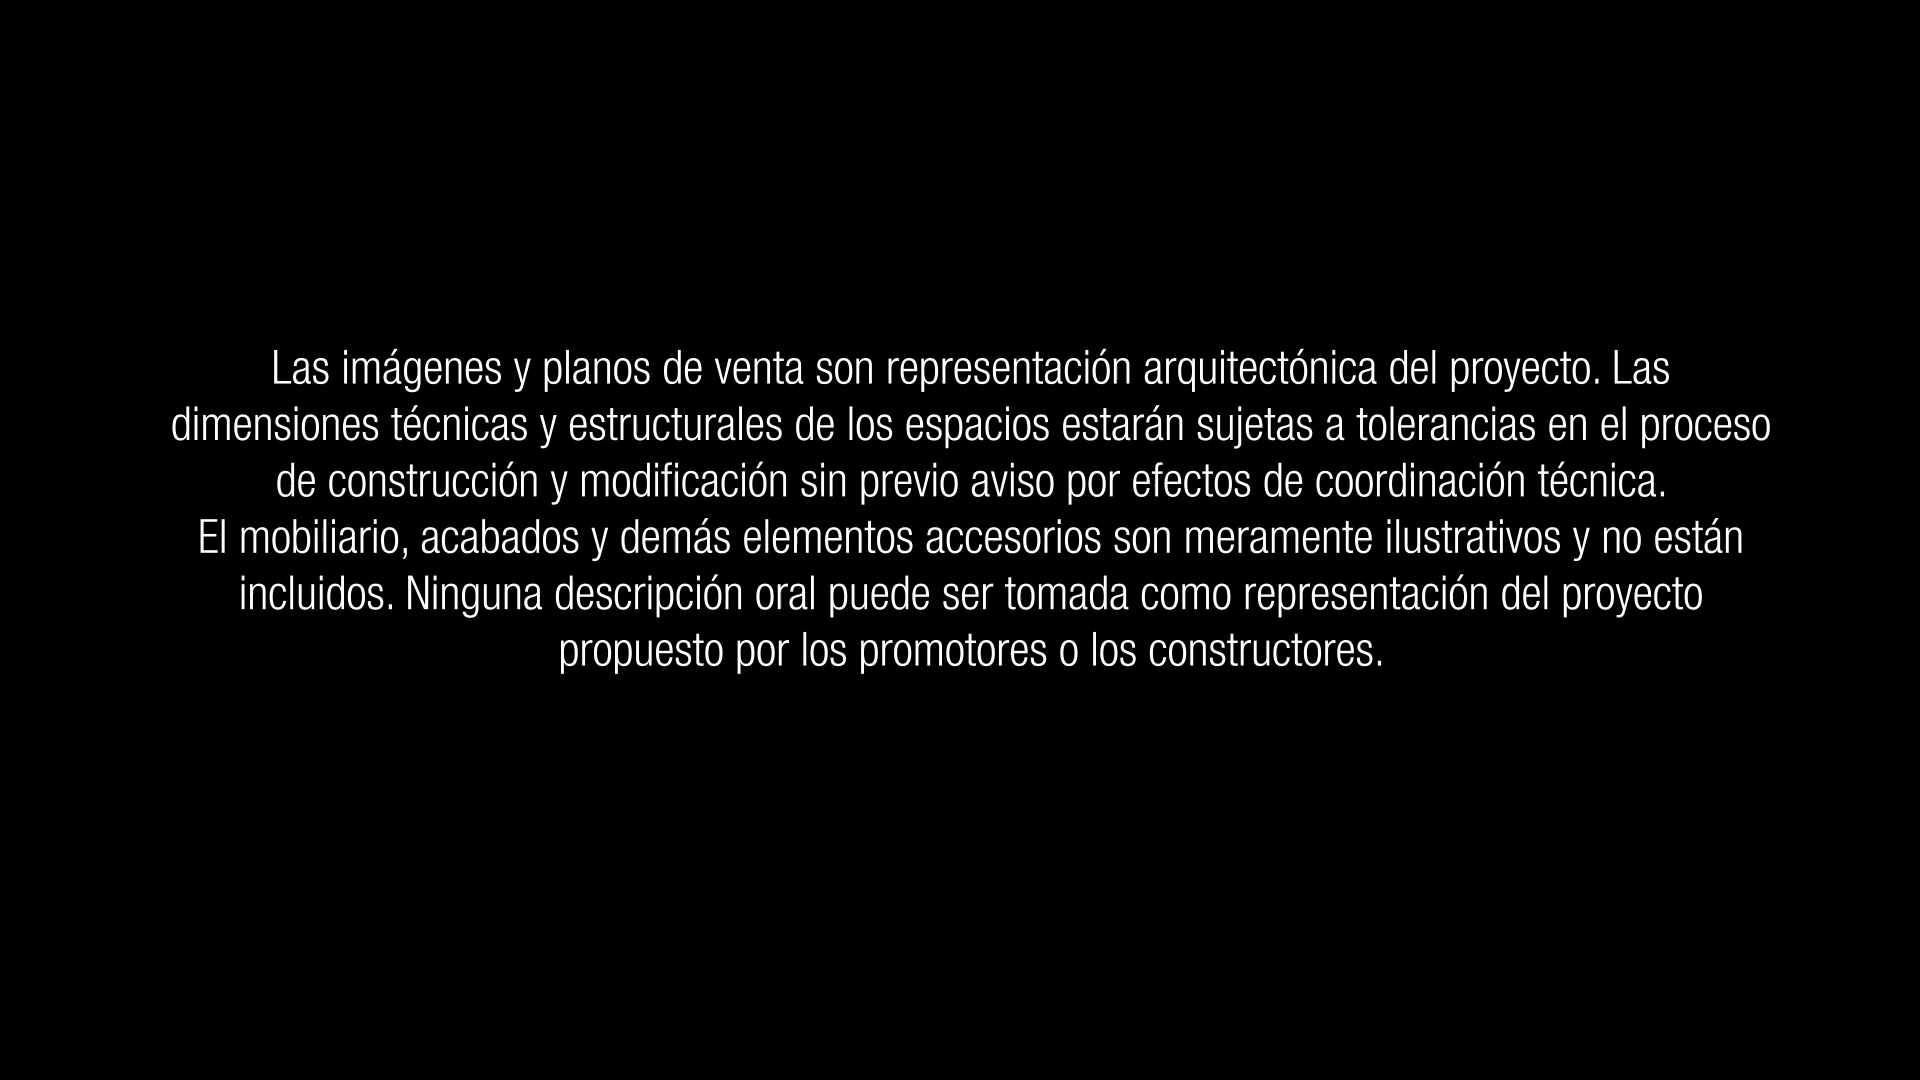 Las imágenes y planos de venta son representación arquitectónica del proyecto. Las
dimensiones técnicas y estructurales de los espacios estarán sujetas a tolerancias en el proceso
de construcción y modificación sin previo aviso por efectos de coordinación técnica.
El mobiliario, acabados y demás elementos accesorios son meramente ilustrativos y no están
incluidos. Ninguna descripción oral puede ser tomada como representación del proyecto
propuesto por los promotores o los constructores.